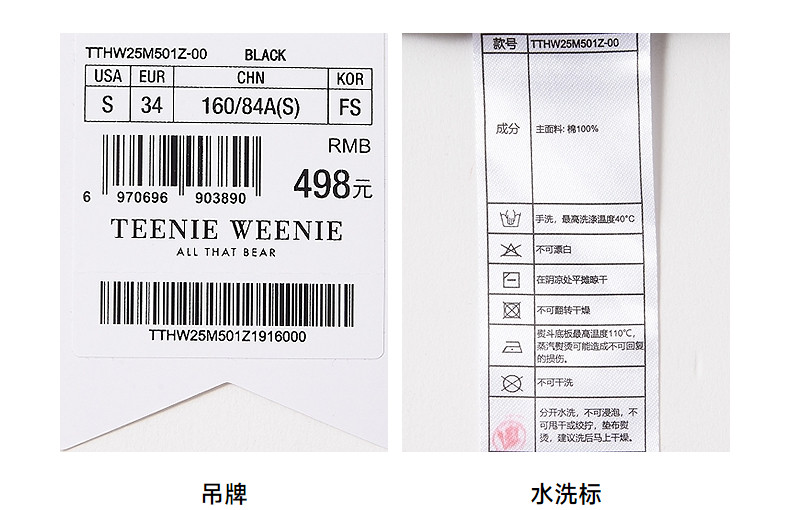 TTHW25M501Z-00 BLACK
USA EUR CHN KOR
S 34 160/84A(S) FS
RMB
498元
6 970696 903890
TEENIE WEENIE
ALL THAT BEAR
TTHW25M501Z1916000
吊牌
款号 TTHW25M501Z-00
成分 主面料: 棉100%
手洗，最高洗涤温度40°C
不可漂白
在阴凉处平摊晾干
不可翻转干燥
熨斗底板最高温度110°C，
蒸汽熨烫可能造成不可回复
的损伤。
不可干洗
分开水洗，不可浸泡，不
可甩干或绞拧，垫布熨
烫，建议洗后马上干燥。
水洗标